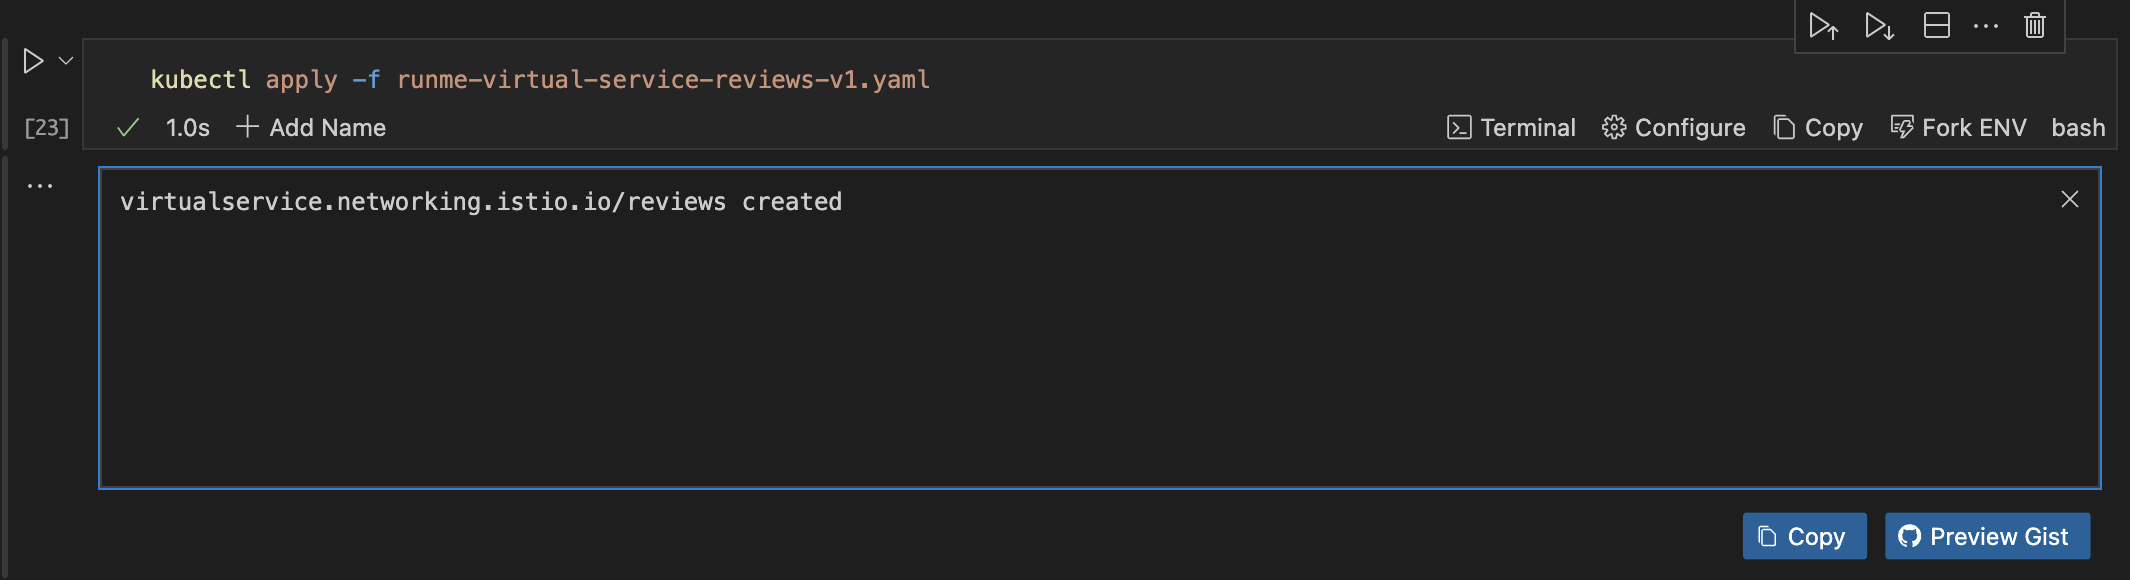 kubectl apply -f runme-virtual-service-reviews-v1.yaml
[23] 1.0s Add Name Terminal Configure Copy Fork ENV bash
virtualservice.networking.istio.io/reviews created
Copy Preview Gist